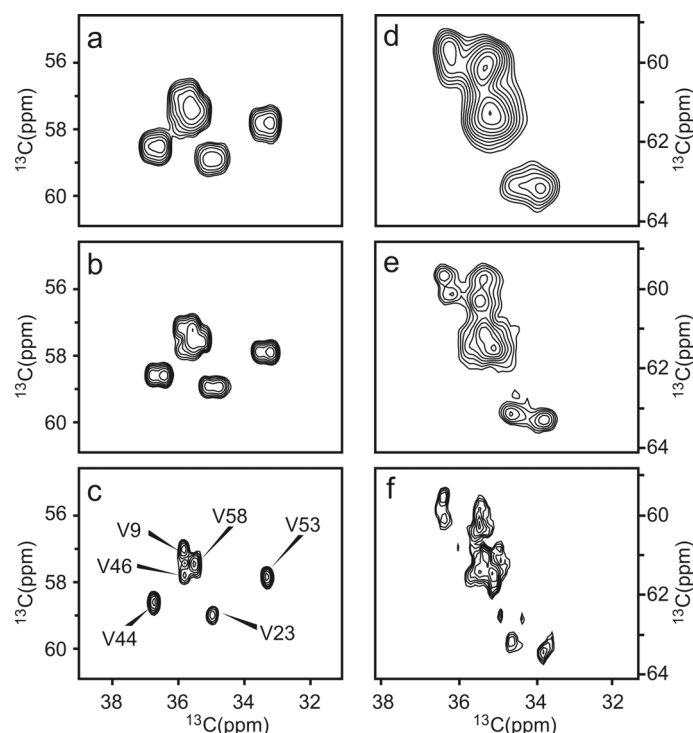 a
56
58
60
¹³C(ppm)
d
60
62
64
¹³C(ppm)
b
56
58
60
¹³C(ppm)
e
60
62
64
¹³C(ppm)
c
V9
V58
V53
V46
V44
V23
56
58
60
¹³C(ppm)
f
60
62
64
¹³C(ppm)
38 36 34 32
¹³C(ppm)
38 36 34
¹³C(ppm)